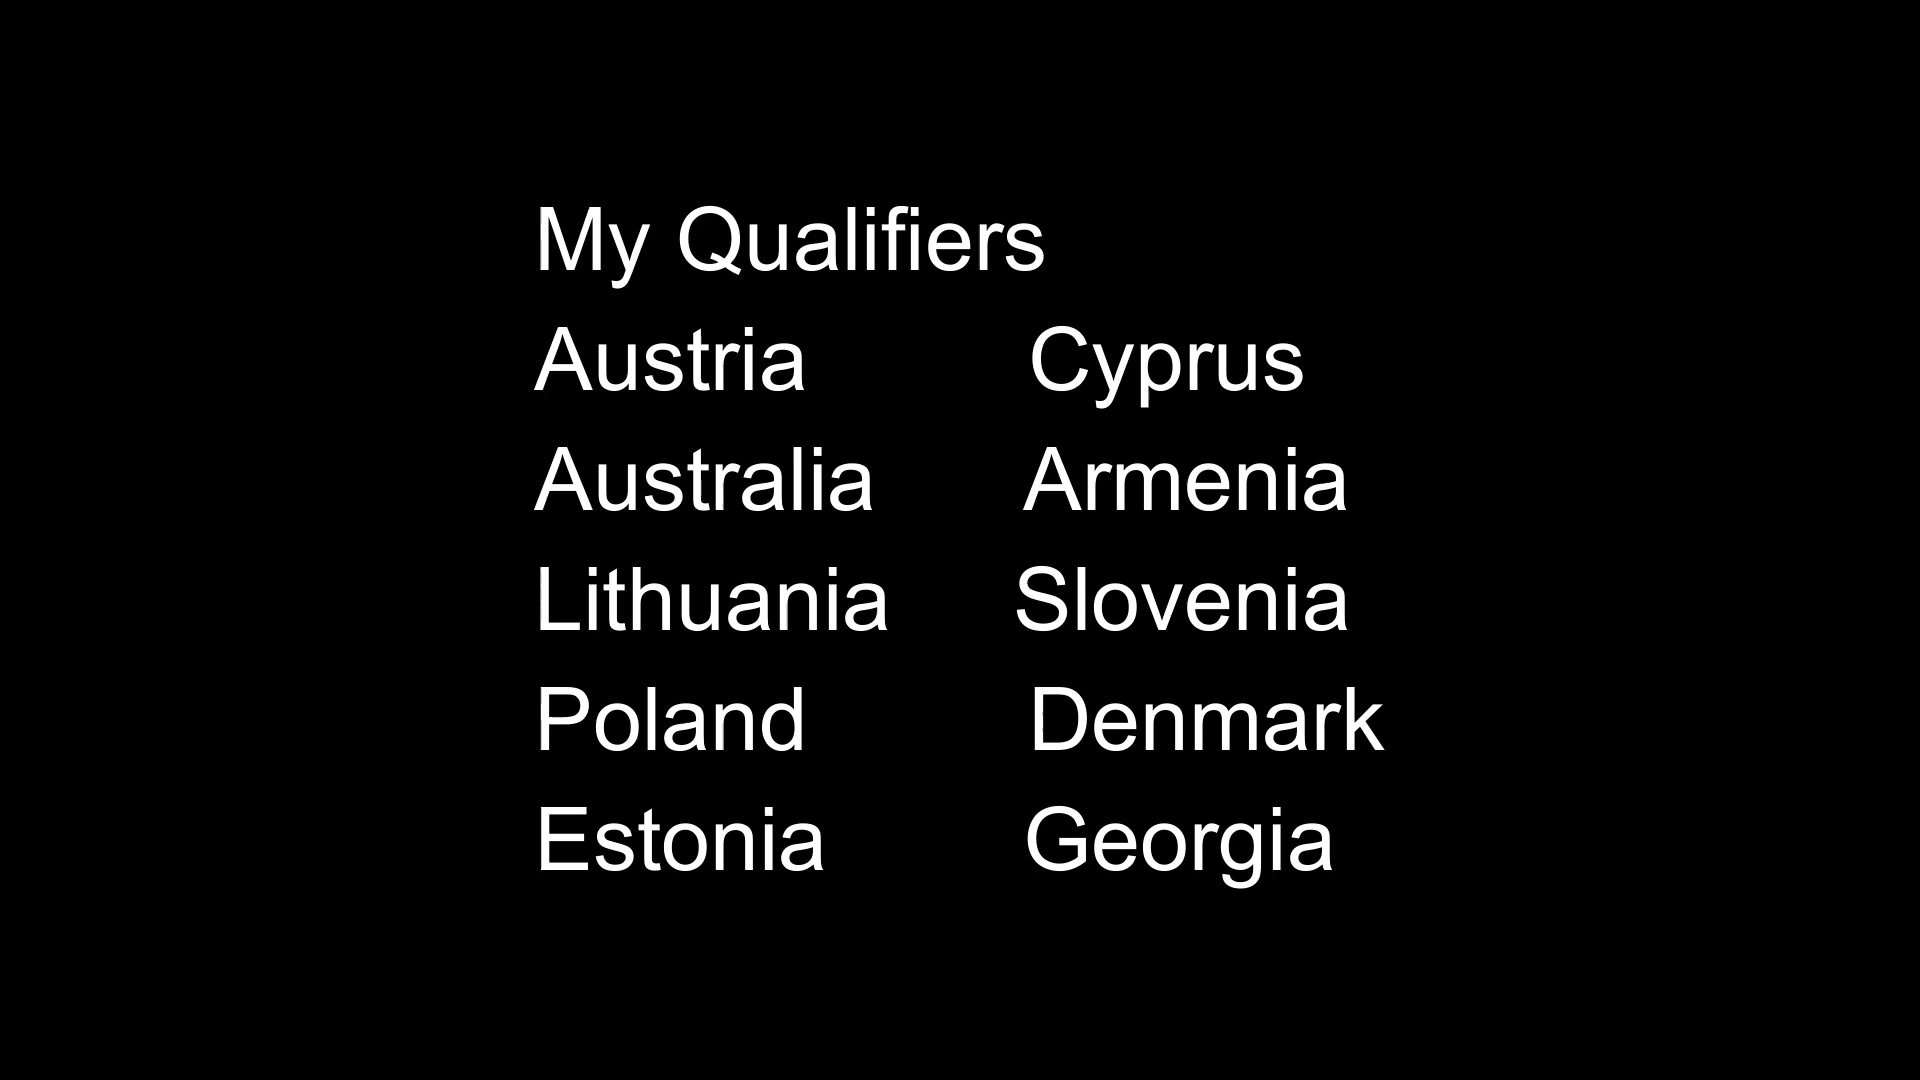 My Qualifiers
Austria Cyprus
Australia Armenia
Lithuania Slovenia
Poland Denmark
Estonia Georgia